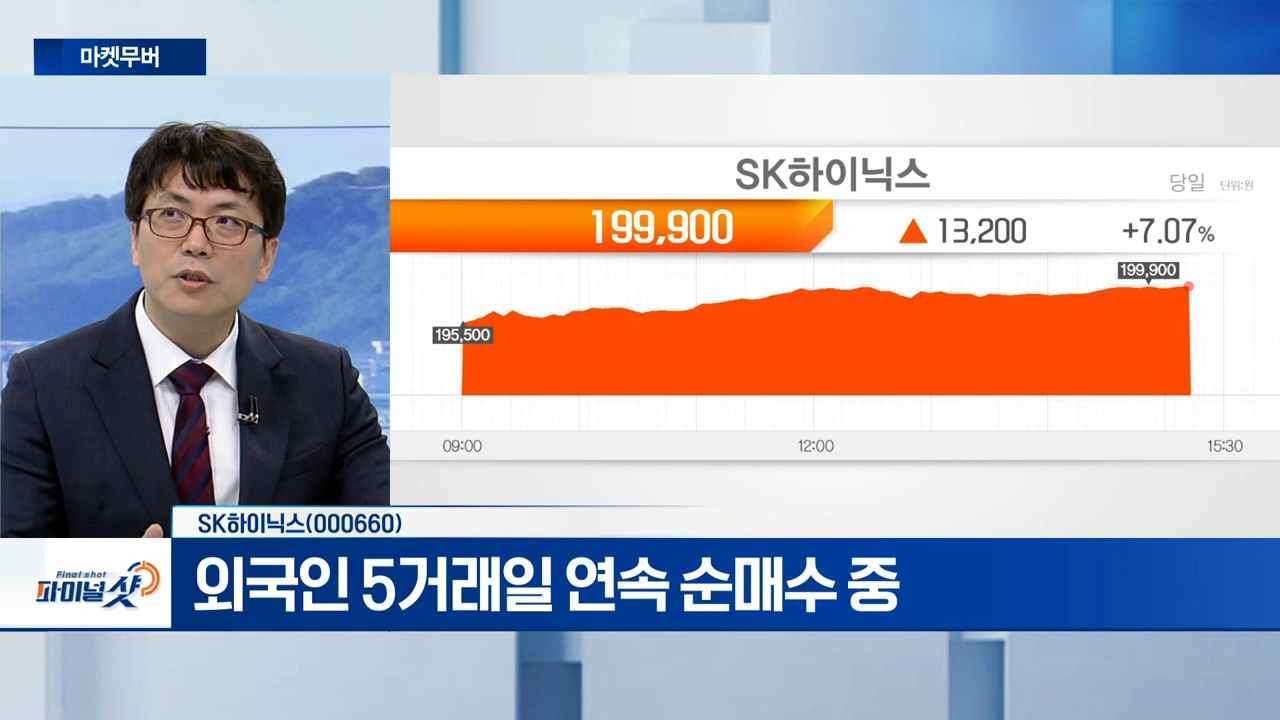 마켓무버
SK하이닉스
당일 단위:원
199,900 ▲ 13,200 +7.07%
199,900
195,500
09:00 12:00 15:30
SK하이닉스(000660)
Final shot
파이널샷
외국인 5거래일 연속 순매수 중